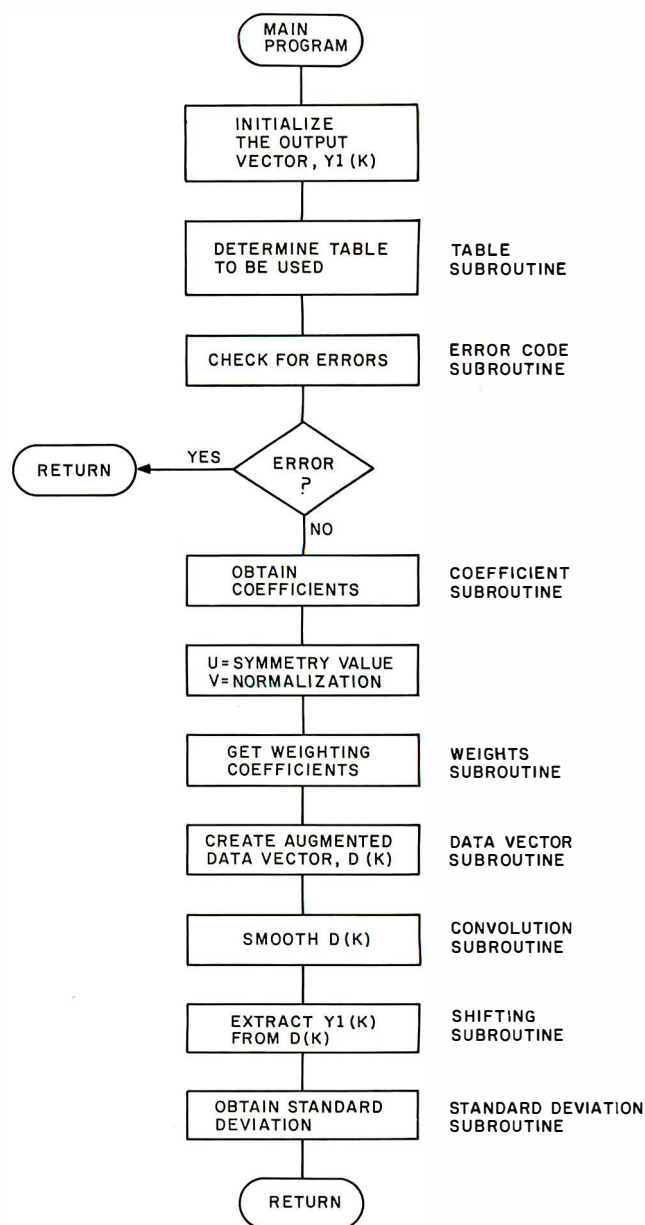 MAIN
PROGRAM
INITIALIZE
THE OUTPUT
VECTOR, Y1(K)
DETERMINE TABLE
TO BE USED
TABLE
SUBROUTINE
CHECK FOR ERRORS
ERROR CODE
SUBROUTINE
RETURN
YES
ERROR
?
NO
OBTAIN
COEFFICIENTS
COEFFICIENT
SUBROUTINE
U=SYMMETRY VALUE
V=NORMALIZATION
GET WEIGHTING
COEFFICIENTS
WEIGHTS
SUBROUTINE
CREATE AUGMENTED
DATA VECTOR, D(K)
DATA VECTOR
SUBROUTINE
SMOOTH D(K)
CONVOLUTION
SUBROUTINE
EXTRACT Y1(K)
FROM D(K)
SHIFTING
SUBROUTINE
OBTAIN STANDARD
DEVIATION
STANDARD DEVIATION
SUBROUTINE
RETURN